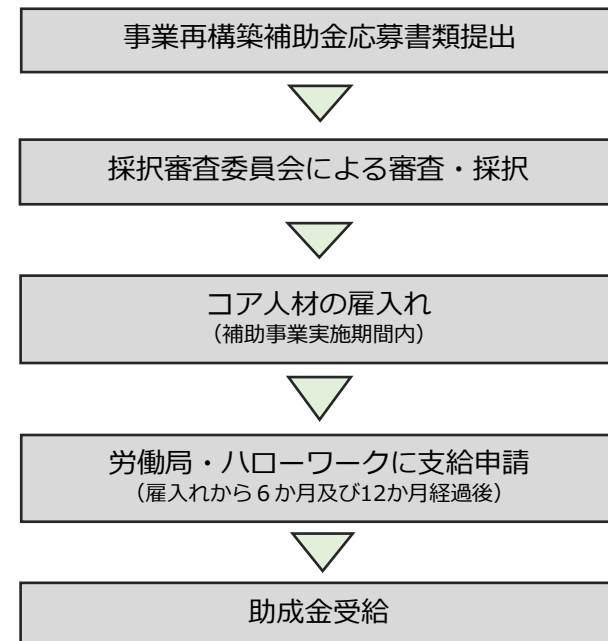 事業再構築補助金応募書類提出
採択審査委員会による審査・採択
コア人材の雇入れ
（補助事業実施期間内）
労働局・ハローワークに支給申請
（雇入れから６か月及び12か月経過後）
助成金受給